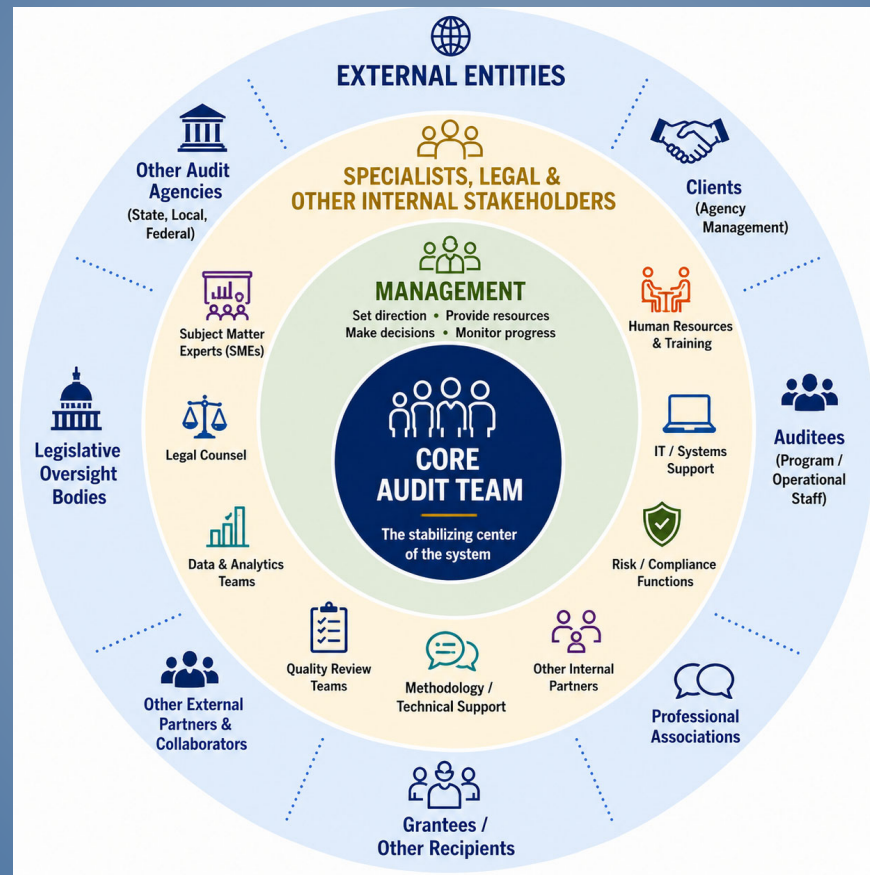 EXTERNAL ENTITIES
Other Audit
Agencies
(State, Local,
Federal)
Clients
(Agency
Management)
SPECIALISTS, LEGAL &
OTHER INTERNAL STAKEHOLDERS
MANAGEMENT
Set direction • Provide resources
Make decisions • Monitor progress
Subject Matter
Experts (SMEs)
Human Resources
& Training
Legislative
Oversight
Bodies
Legal Counsel
CORE
AUDIT TEAM
The stabilizing center
of the system
IT / Systems
Support
Auditees
(Program /
Operational
Staff)
Data & Analytics
Teams
Risk / Compliance
Functions
Quality Review
Teams
Methodology /
Technical Support
Other Internal
Partners
Other External
Partners &
Collaborators
Professional
Associations
Grantees /
Other Recipients